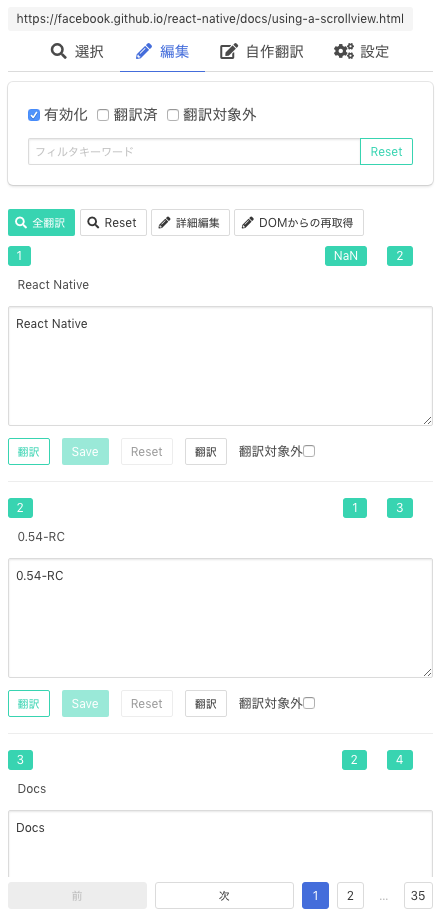 https://facebook.github.io/react-native/docs/using-a-scrollview.html
選択 編集 自作翻訳 設定
有効化 翻訳済 翻訳対象外
フィルタキーワード Reset
全翻訳 Reset 詳細編集 DOMからの再取得
1 NaN 2
React Native
React Native
翻訳 Save Reset 翻訳 翻訳対象外
2 1 3
0.54-RC
0.54-RC
翻訳 Save Reset 翻訳 翻訳対象外
3 2 4
Docs
Docs
前 次 1 2 … 35